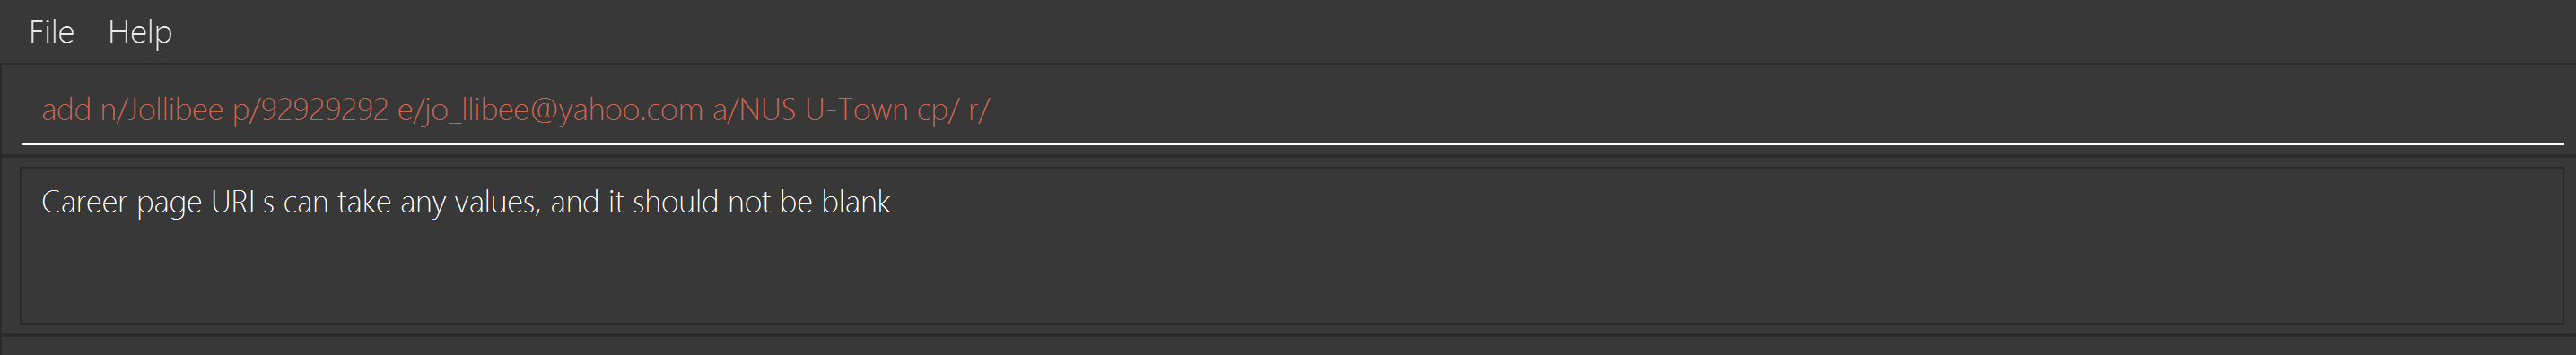 File Help
add n/Jollibee p/92929292 e/jo_llibee@yahoo.com a/NUS U-Town cp/ r/
Career page URLs can take any values, and it should not be blank